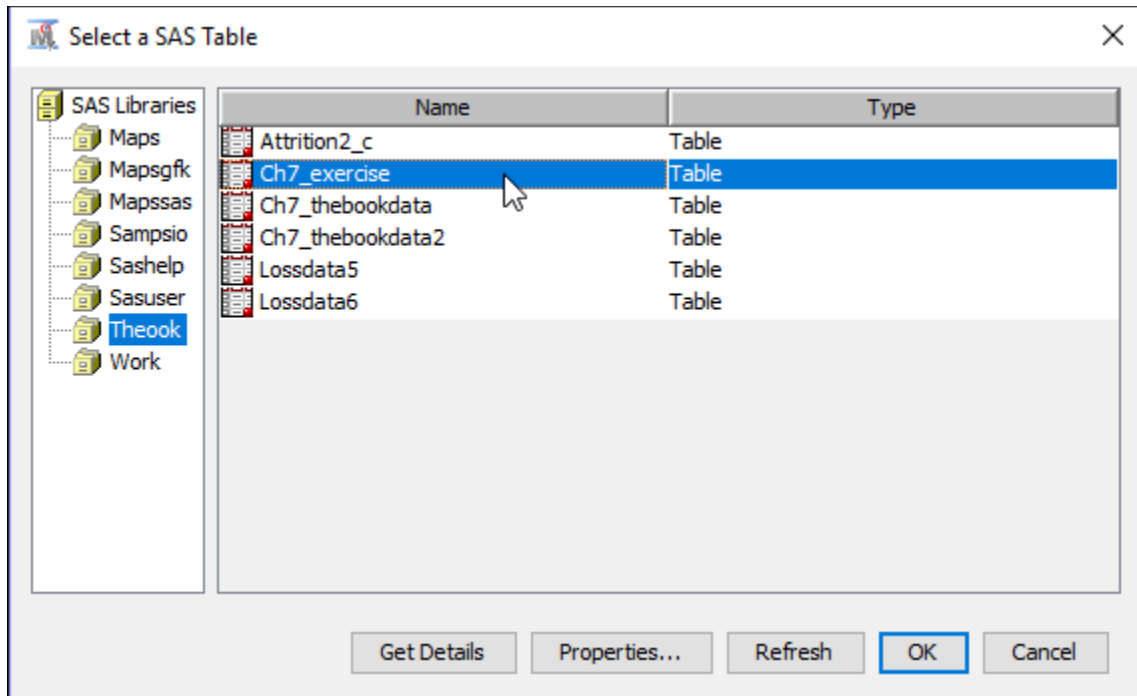 Select a SAS Table
SAS Libraries
Maps
Mapsgfk
Mapssas
Sampsio
Sashelp
Sasuser
Theook
Work
Name Type
Attrition2_c Table
Ch7_exercise Table
Ch7_thebookdata Table
Ch7_thebookdata2 Table
Lossdata5 Table
Lossdata6 Table
Get Details Properties... Refresh OK Cancel